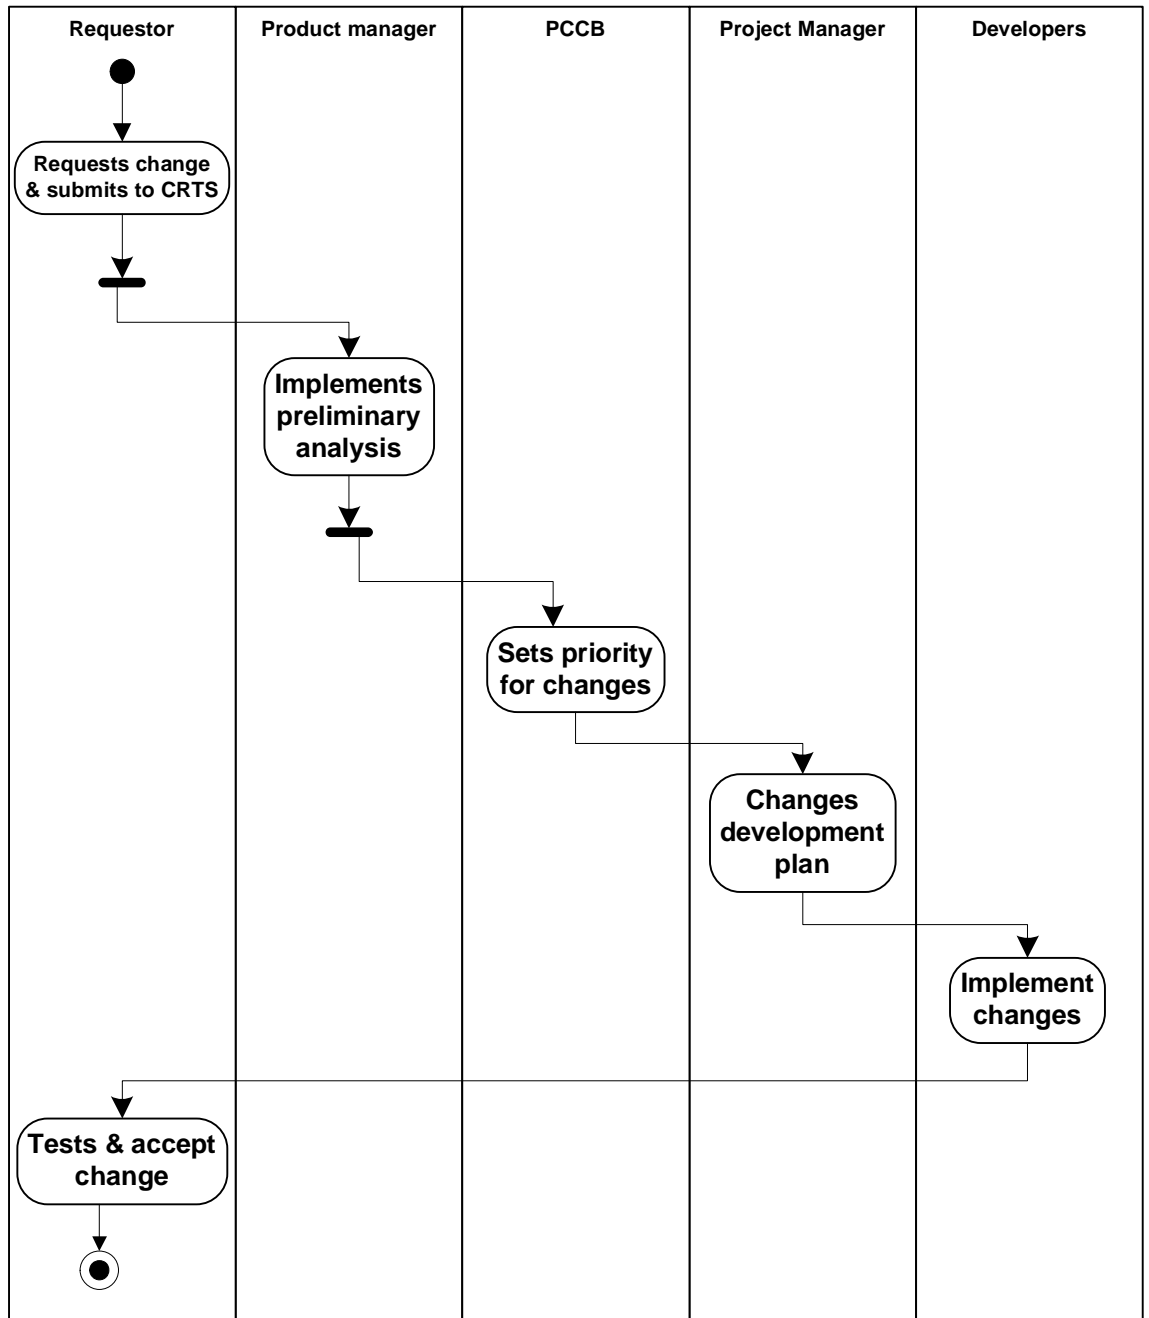 Requestor
Product manager
PCCB
Project Manager
Developers
Requests change
& submits to CRTS
Implements
preliminary
analysis
Sets priority
for changes
Changes
development
plan
Implement
changes
Tests & accept
change